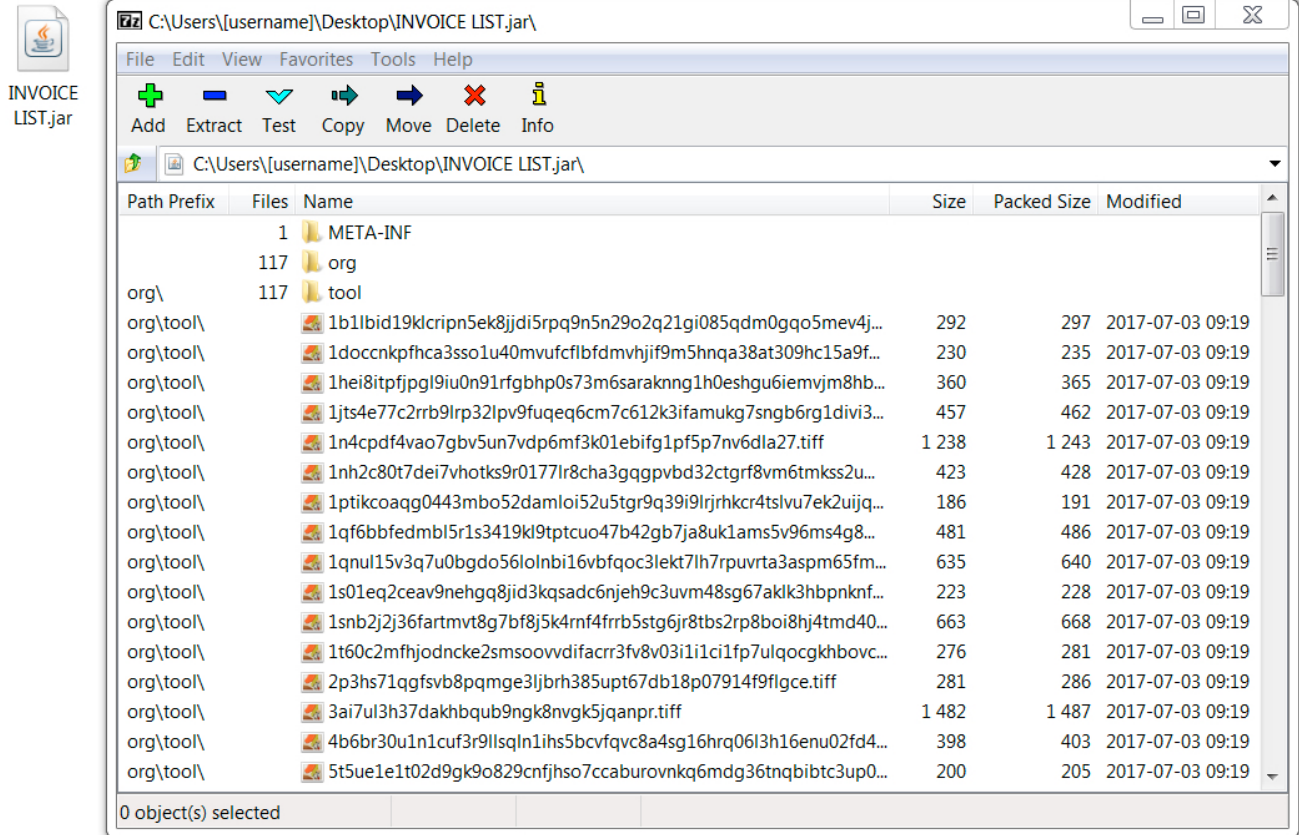 INVOICE
LIST.jar
C:\Users\[username]\Desktop\INVOICE LIST.jar\
File Edit View Favorites Tools Help
Add Extract Test Copy Move Delete Info
C:\Users\[username]\Desktop\INVOICE LIST.jar\
Path Prefix Files Name Size Packed Size Modified
1 META-INF
117 org
org\ 117 tool
org\tool\ 1b1lbid19klcripn5ek8jjdi5rpq9n5n29o2q21gi085qdm0gqo5mev4j... 292 297 2017-07-03 09:19
org\tool\ 1doccnkpfhca3sso1u40mvufcflbfdmvhjif9m5hnqa38at309hc15a9f... 230 235 2017-07-03 09:19
org\tool\ 1hei8itpfjpgl9iu0n91rfgbhp0s73m6saraknng1h0eshgu6iemvjm8hb... 360 365 2017-07-03 09:19
org\tool\ 1jts4e77c2rrb9lrp32lpv9fuqeq6cm7c612k3ifamukg7sngb6rg1divi3... 457 462 2017-07-03 09:19
org\tool\ 1n4cpdf4vao7gbv5un7vdp6mf3k01ebifg1pf5p7nv6dla27.tiff 1 238 1 243 2017-07-03 09:19
org\tool\ 1nh2c80t7dei7vhotks9r0177lr8cha3gqgpvbd32ctgrf8vm6tmkss2u... 423 428 2017-07-03 09:19
org\tool\ 1ptikcoaqg0443mbo52damloi52u5tgr9q39i9lrjrhkcr4tslvu7ek2uijq... 186 191 2017-07-03 09:19
org\tool\ 1qf6bbfedmbl5r1s3419kl9tptcuo47b42gb7ja8uk1ams5v96ms4g8... 481 486 2017-07-03 09:19
org\tool\ 1qnul15v3q7u0bgdo56lolnbi16vbfqoc3lekt7lh7rpuvrta3aspm65fm... 635 640 2017-07-03 09:19
org\tool\ 1s01eq2ceav9nehgq8jid3kqsadc6njeh9c3uvm48sg67aklk3hbpnknf... 223 228 2017-07-03 09:19
org\tool\ 1snb2j2j36fartmvt8g7bf8j5k4rnf4frrb5stg6jr8tbs2rp8boi8hj4tmd40... 663 668 2017-07-03 09:19
org\tool\ 1t60c2mfhjodncke2smsoovvdifacrr3fv8v03i1i1ci1fp7ulqocgkhbovc... 276 281 2017-07-03 09:19
org\tool\ 2p3hs71qgfsvb8pqmge3ljbrh385upt67db18p07914f9flgce.tiff 281 286 2017-07-03 09:19
org\tool\ 3ai7ul3h37dakhbqub9ngk8nvgk5jqanpr.tiff 1 482 1 487 2017-07-03 09:19
org\tool\ 4b6br30u1n1cuf3r9llsqln1ihs5bcvfqvc8a4sg16hrq06l3h16enu02fd4... 398 403 2017-07-03 09:19
org\tool\ 5t5ue1e1t02d9gk9o829cnfjhso7ccaburovnkq6mdg36tnqbibtc3up0... 200 205 2017-07-03 09:19
0 object(s) selected